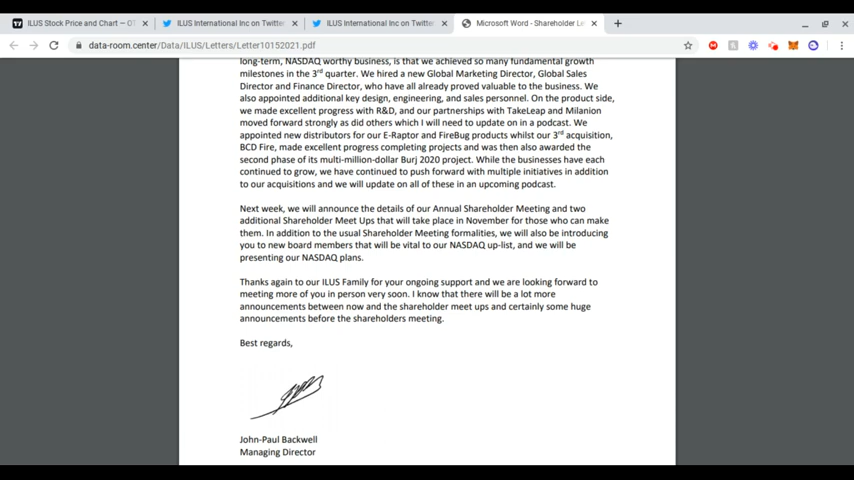 ILUS Stock Price and Chart — OT
ILUS International Inc on Twitter
ILUS International Inc on Twitter
Microsoft Word - Shareholder Le
data-room.center/Data/ILUS/Letters/Letter10152021.pdf
long-term, NASDAQ worthy business, is that we achieved so many fundamental growth
milestones in the 3rd quarter. We hired a new Global Marketing Director, Global Sales
Director and Finance Director, who have all already proved valuable to the business. We
also appointed additional key design, engineering, and sales personnel. On the product side,
we made excellent progress with R&D, and our partnerships with TakeLeap and Milanion
moved forward strongly as did others which I will need to update on in a podcast. We
appointed new distributors for our E-Raptor and FireBug products whilst our 3rd acquisition,
BCD Fire, made excellent progress completing projects and was then also awarded the
second phase of its multi-million-dollar Burj 2020 project. While the businesses have each
continued to grow, we have continued to push forward with multiple initiatives in addition
to our acquisitions and we will update on all of these in an upcoming podcast.
Next week, we will announce the details of our Annual Shareholder Meeting and two
additional Shareholder Meet Ups that will take place in November for those who can make
them. In addition to the usual Shareholder Meeting formalities, we will also be introducing
you to new board members that will be vital to our NASDAQ up-list, and we will be
presenting our NASDAQ plans.
Thanks again to our ILUS Family for your ongoing support and we are looking forward to
meeting more of you in person very soon. I know that there will be a lot more
announcements between now and the shareholder meet ups and certainly some huge
announcements before the shareholders meeting.
Best regards,
John-Paul Backwell
Managing Director